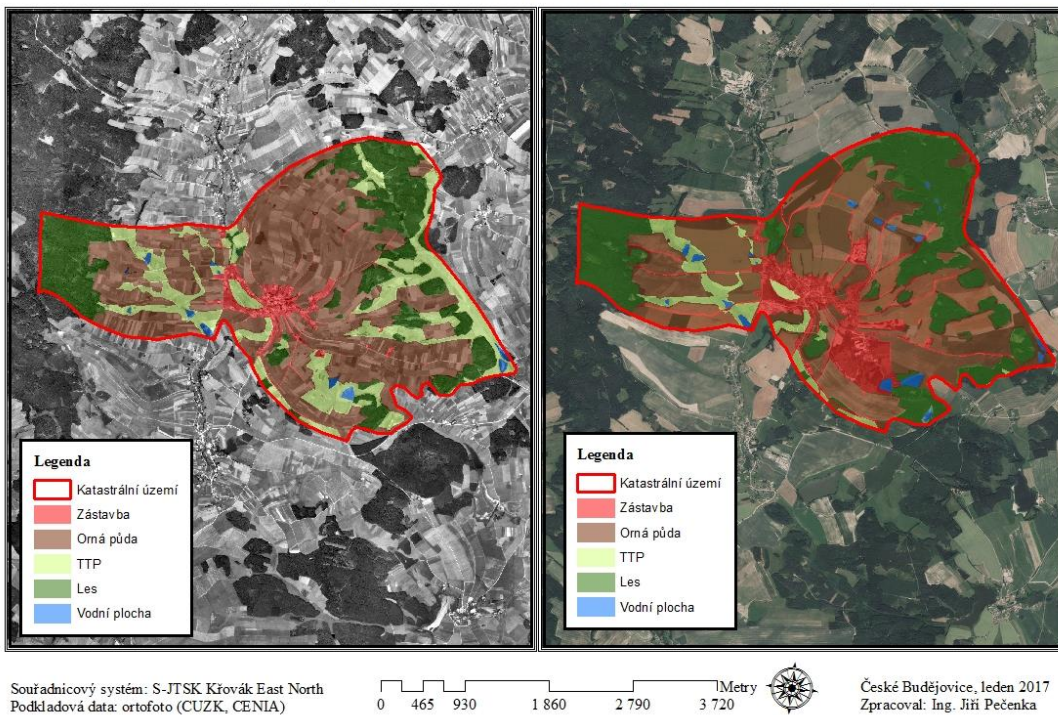 Legenda
Katastrální území
Zástavba
Orná půda
TTP
Les
Vodní plocha
Legenda
Katastrální území
Zástavba
Orná půda
TTP
Les
Vodní plocha
Souřadnicový systém: S-JTSK Křovák East North
Podkladová data: ortofoto (CUZK, CENIA)
Metry
0 465 930 1 860 2 790 3 720
České Budějovice, leden 2017
Zpracoval: Ing. Jiří Pečenka